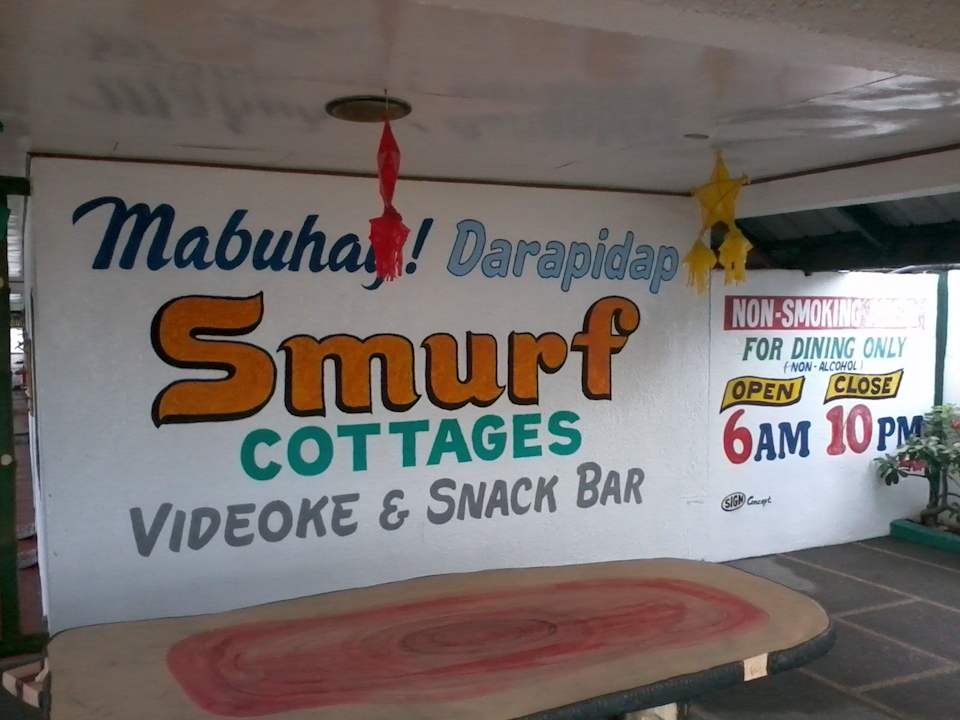 Mabuhay! Darapidap
Smurf
COTTAGES
VIDEOKE & SNACK BAR
NON-SMOKING
FOR DINING ONLY
(NON-ALCOHOL)
OPEN CLOSE
6AM 10PM
SIGN Concept